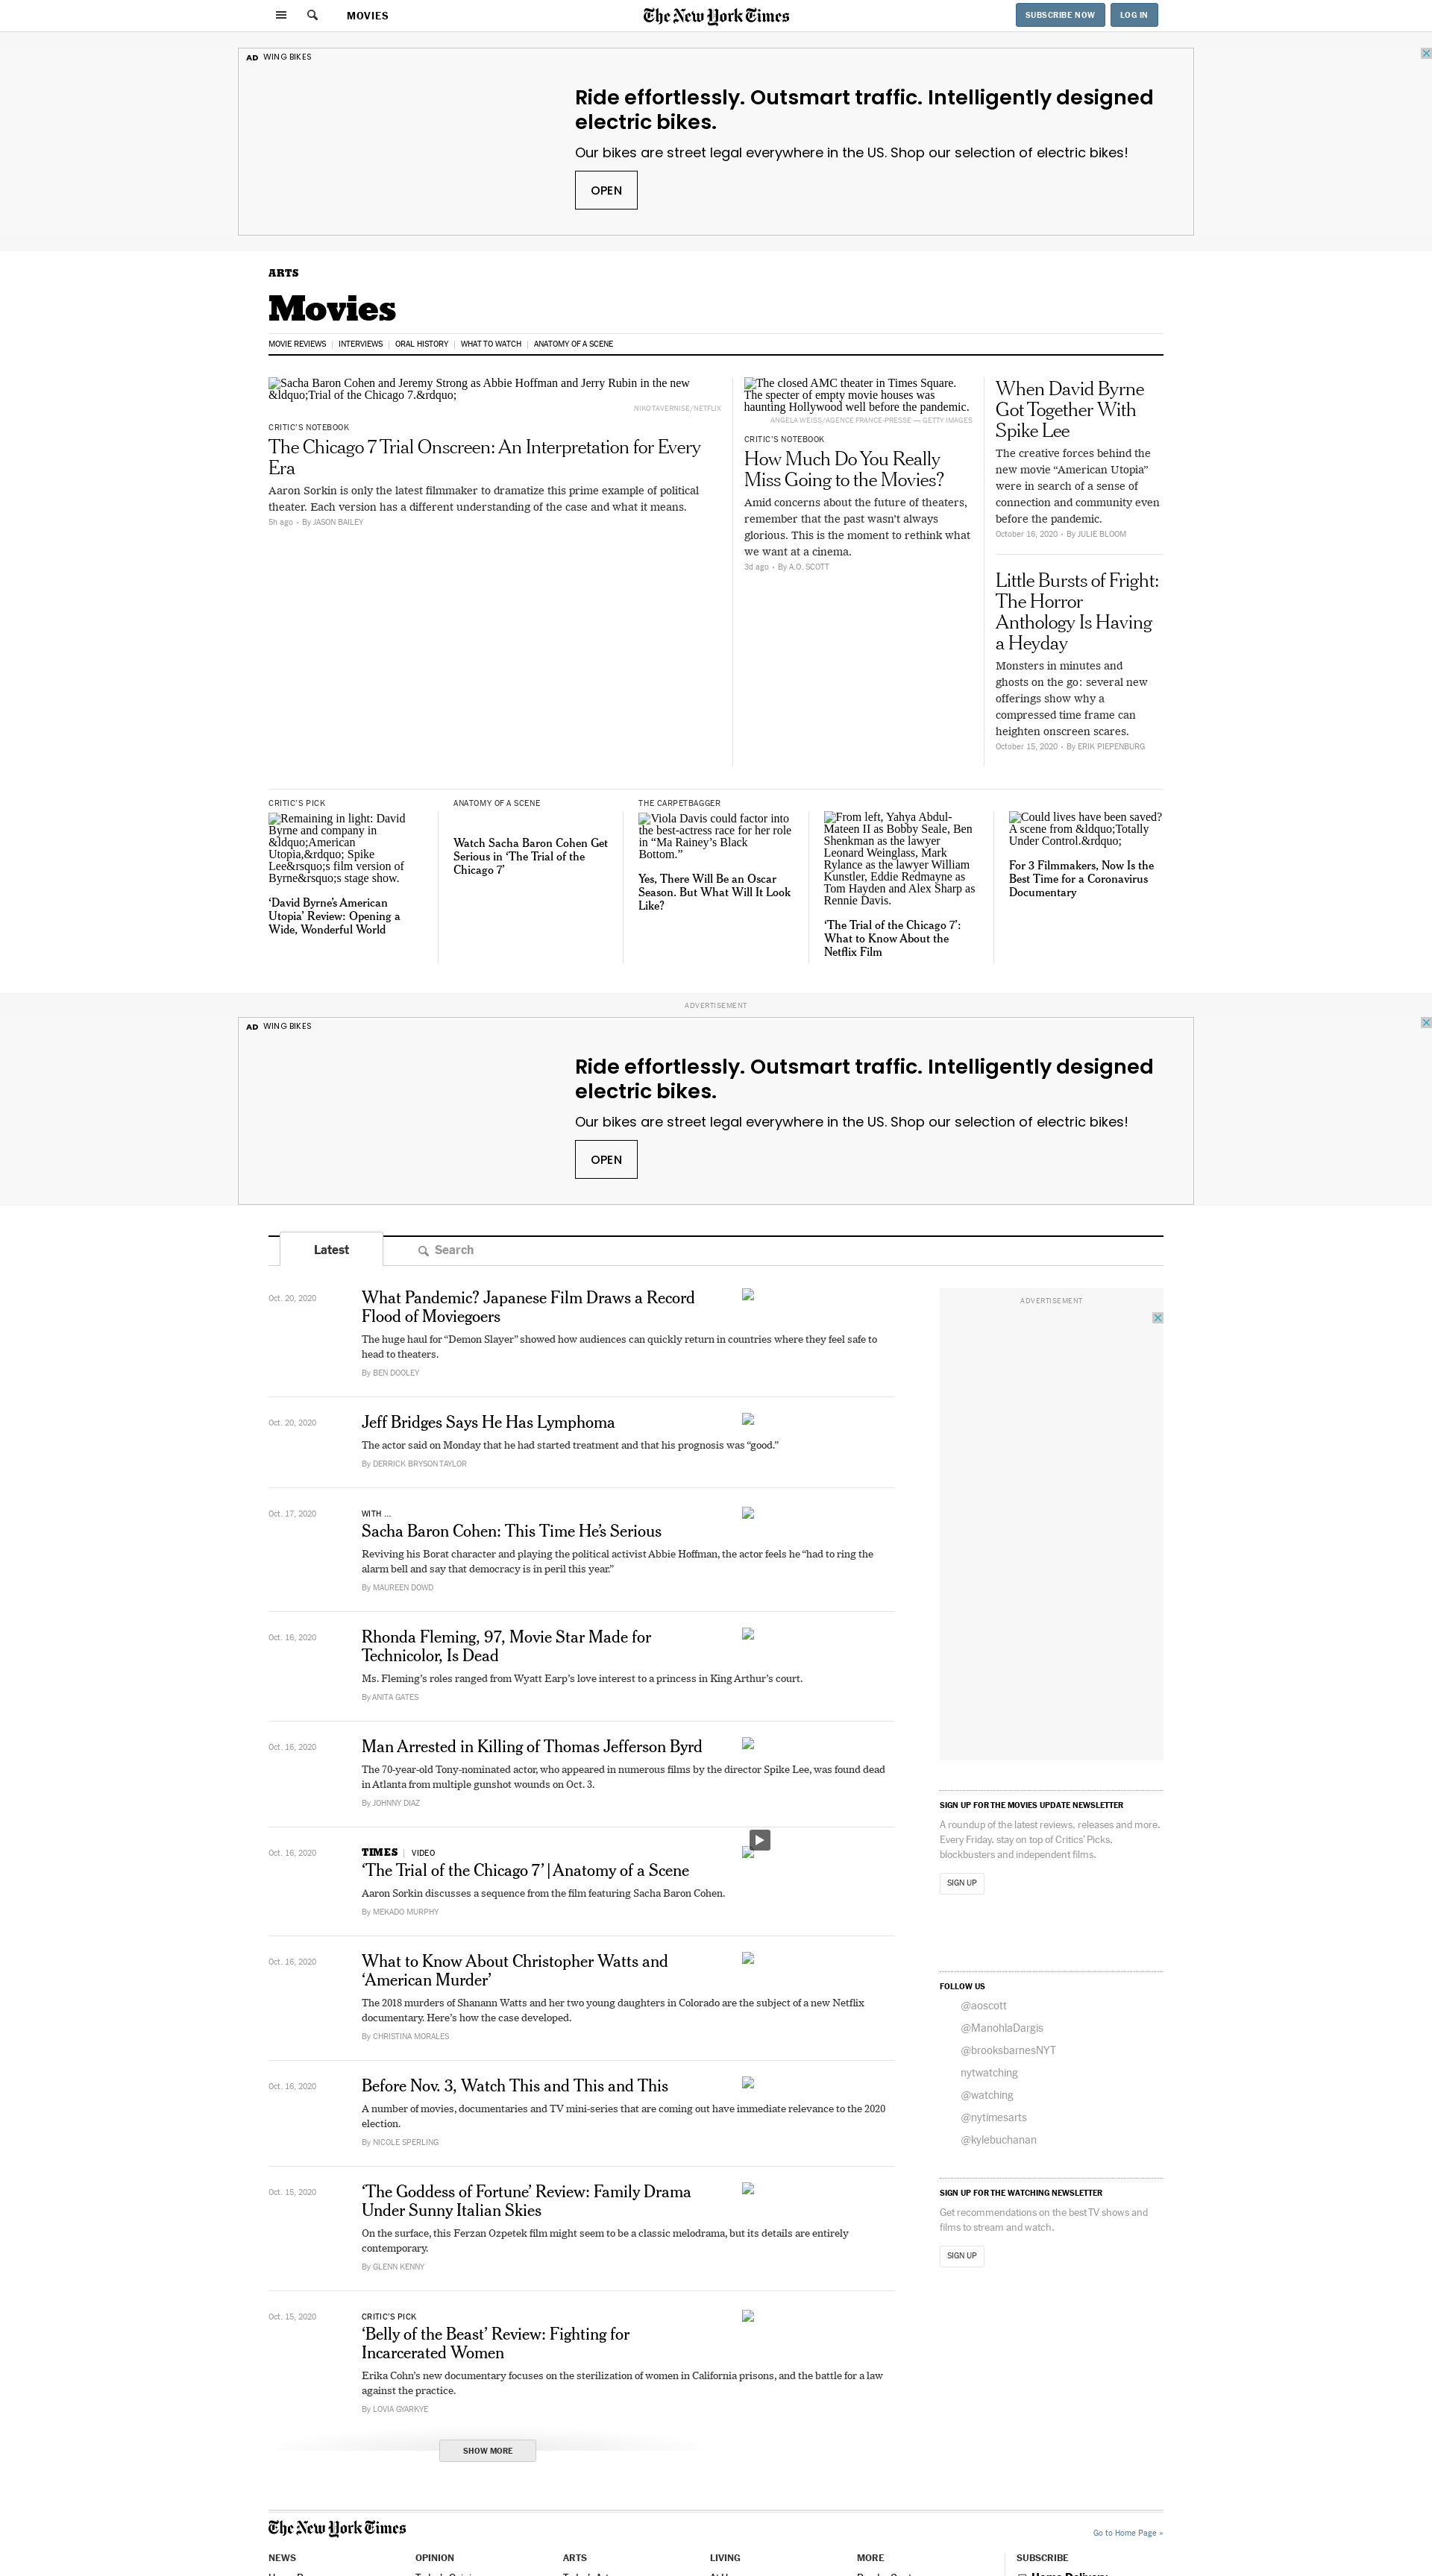 MOVIES
The New York Times
SUBSCRIBE NOW
LOG IN
AD WING BIKES
Ride effortlessly. Outsmart traffic. Intelligently designed
electric bikes.
Our bikes are street legal everywhere in the US. Shop our selection of electric bikes!
OPEN
ARTS
Movies
MOVIE REVIEWS | INTERVIEWS | ORAL HISTORY | WHAT TO WATCH | ANATOMY OF A SCENE
Sacha Baron Cohen and Jeremy Strong as Abbie Hoffman and Jerry Rubin in the new
&ldquo;Trial of the Chicago 7.&rdquo;
NIKO TAVERNISE/NETFLIX
CRITIC'S NOTEBOOK
The Chicago 7 Trial Onscreen: An Interpretation for Every
Era
Aaron Sorkin is only the latest filmmaker to dramatize this prime example of political
theater. Each version has a different understanding of the case and what it means.
5h ago • By JASON BAILEY
The closed AMC theater in Times Square.
The specter of empty movie houses was
haunting Hollywood well before the pandemic.
ANGELA WEISS/AGENCE FRANCE-PRESSE — GETTY IMAGES
CRITIC'S NOTEBOOK
How Much Do You Really
Miss Going to the Movies?
Amid concerns about the future of theaters,
remember that the past wasn't always
glorious. This is the moment to rethink what
we want at a cinema.
3d ago • By A.O. SCOTT
When David Byrne
Got Together With
Spike Lee
The creative forces behind the
new movie “American Utopia”
were in search of a sense of
connection and community even
before the pandemic.
October 16, 2020 • By JULIE BLOOM
Little Bursts of Fright:
The Horror
Anthology Is Having
a Heyday
Monsters in minutes and
ghosts on the go: several new
offerings show why a
compressed time frame can
heighten onscreen scares.
October 15, 2020 • By ERIK PIEPENBURG
CRITIC'S PICK
Remaining in light: David
Byrne and company in
&ldquo;American
Utopia,&rdquo; Spike
Lee&rsquo;s film version of
Byrne&rsquo;s stage show.
‘David Byrne’s American
Utopia’ Review: Opening a
Wide, Wonderful World
ANATOMY OF A SCENE
Watch Sacha Baron Cohen Get
Serious in ‘The Trial of the
Chicago 7’
THE CARPETBAGGER
Viola Davis could factor into
the best-actress race for her role
in “Ma Rainey’s Black
Bottom.”
Yes, There Will Be an Oscar
Season. But What Will It Look
Like?
From left, Yahya Abdul-
Mateen II as Bobby Seale, Ben
Shenkman as the lawyer
Leonard Weinglass, Mark
Rylance as the lawyer William
Kunstler, Eddie Redmayne as
Tom Hayden and Alex Sharp as
Rennie Davis.
‘The Trial of the Chicago 7’:
What to Know About the
Netflix Film
Could lives have been saved?
A scene from &ldquo;Totally
Under Control.&rdquo;
For 3 Filmmakers, Now Is the
Best Time for a Coronavirus
Documentary
ADVERTISEMENT
AD WING BIKES
Ride effortlessly. Outsmart traffic. Intelligently designed
electric bikes.
Our bikes are street legal everywhere in the US. Shop our selection of electric bikes!
OPEN
Latest
Search
Oct. 20, 2020
What Pandemic? Japanese Film Draws a Record
Flood of Moviegoers
The huge haul for “Demon Slayer” showed how audiences can quickly return in countries where they feel safe to
head to theaters.
By BEN DOOLEY
Oct. 20, 2020
Jeff Bridges Says He Has Lymphoma
The actor said on Monday that he had started treatment and that his prognosis was “good.”
By DERRICK BRYSON TAYLOR
Oct. 17, 2020
WITH ...
Sacha Baron Cohen: This Time He’s Serious
Reviving his Borat character and playing the political activist Abbie Hoffman, the actor feels he “had to ring the
alarm bell and say that democracy is in peril this year.”
By MAUREEN DOWD
Oct. 16, 2020
Rhonda Fleming, 97, Movie Star Made for
Technicolor, Is Dead
Ms. Fleming’s roles ranged from Wyatt Earp’s love interest to a princess in King Arthur’s court.
By ANITA GATES
Oct. 16, 2020
Man Arrested in Killing of Thomas Jefferson Byrd
The 70-year-old Tony-nominated actor, who appeared in numerous films by the director Spike Lee, was found dead
in Atlanta from multiple gunshot wounds on Oct. 3.
By JOHNNY DIAZ
Oct. 16, 2020
TIMES | VIDEO
‘The Trial of the Chicago 7’ | Anatomy of a Scene
Aaron Sorkin discusses a sequence from the film featuring Sacha Baron Cohen.
By MEKADO MURPHY
Oct. 16, 2020
What to Know About Christopher Watts and
‘American Murder’
The 2018 murders of Shanann Watts and her two young daughters in Colorado are the subject of a new Netflix
documentary. Here’s how the case developed.
By CHRISTINA MORALES
Oct. 16, 2020
Before Nov. 3, Watch This and This and This
A number of movies, documentaries and TV mini-series that are coming out have immediate relevance to the 2020
election.
By NICOLE SPERLING
Oct. 15, 2020
‘The Goddess of Fortune’ Review: Family Drama
Under Sunny Italian Skies
On the surface, this Ferzan Ozpetek film might seem to be a classic melodrama, but its details are entirely
contemporary.
By GLENN KENNY
Oct. 15, 2020
CRITIC'S PICK
‘Belly of the Beast’ Review: Fighting for
Incarcerated Women
Erika Cohn’s new documentary focuses on the sterilization of women in California prisons, and the battle for a law
against the practice.
By LOVIA GYARKYE
SHOW MORE
ADVERTISEMENT
SIGN UP FOR THE MOVIES UPDATE NEWSLETTER
A roundup of the latest reviews, releases and more.
Every Friday, stay on top of Critics’ Picks,
blockbusters and independent films.
SIGN UP
FOLLOW US
@aoscott
@ManohlaDargis
@brooksbarnesNYT
nytwatching
@watching
@nytimesarts
@kylebuchanan
SIGN UP FOR THE WATCHING NEWSLETTER
Get recommendations on the best TV shows and
films to stream and watch.
SIGN UP
The New York Times
Go to Home Page »
NEWS
OPINION
ARTS
LIVING
MORE
SUBSCRIBE